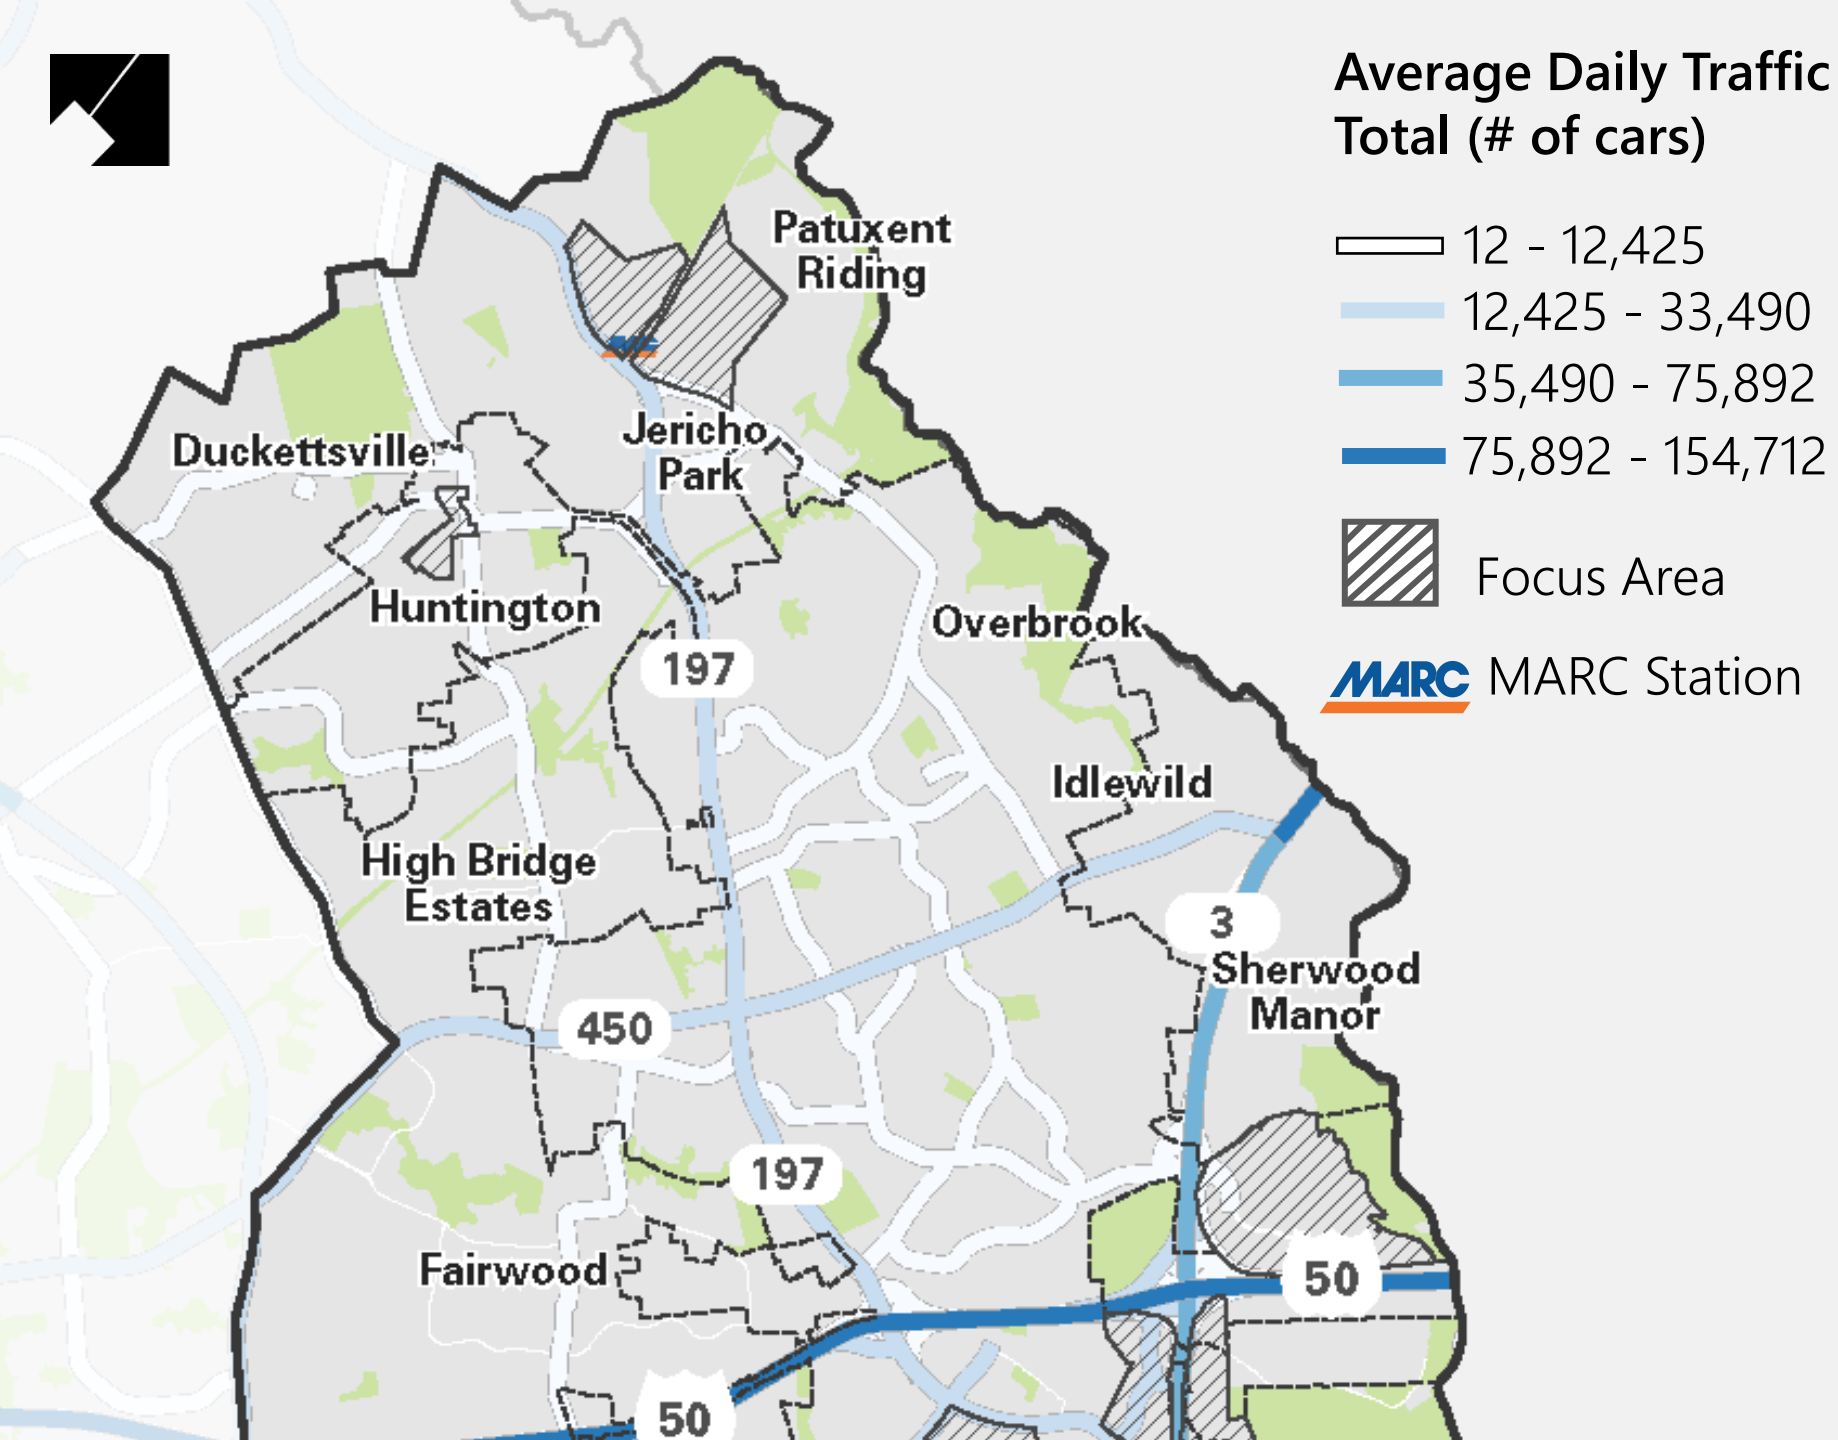 Average Daily Traffic
Total (# of cars)
12 - 12,425
12,425 - 33,490
35,490 - 75,892
75,892 - 154,712
Focus Area
MARC MARC Station
Patuxent
Riding
Jericho
Park
Duckettsville
Huntington
Overbrook
197
Idlewild
High Bridge
Estates
3
Sherwood
Manor
450
197
Fairwood
50
50